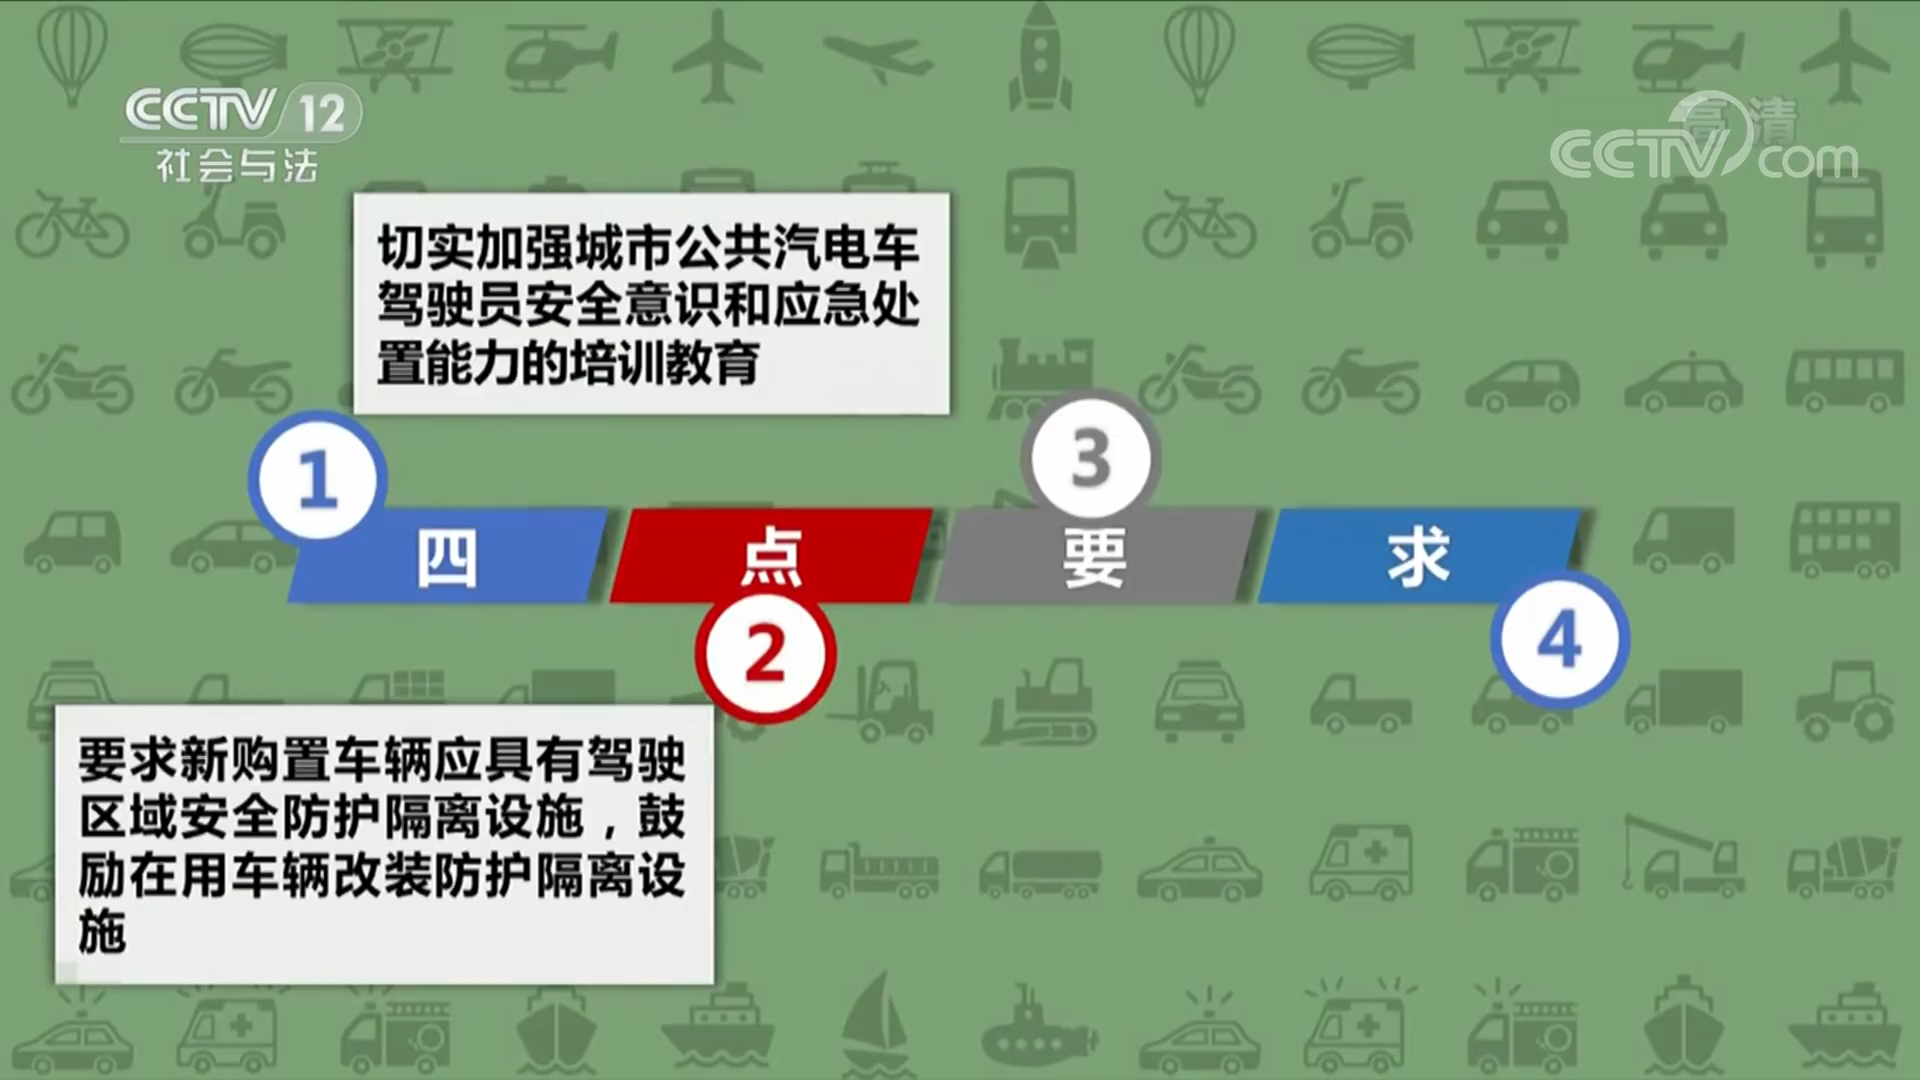 CCTV 12
社会与法
高清
CCTV.com
切实加强城市公共汽电车
驾驶员安全意识和应急处
置能力的培训教育
1
3
四 点 要 求
2
4
要求新购置车辆应具有驾驶
区域安全防护隔离设施，鼓
励在用车辆改装防护隔离设
施